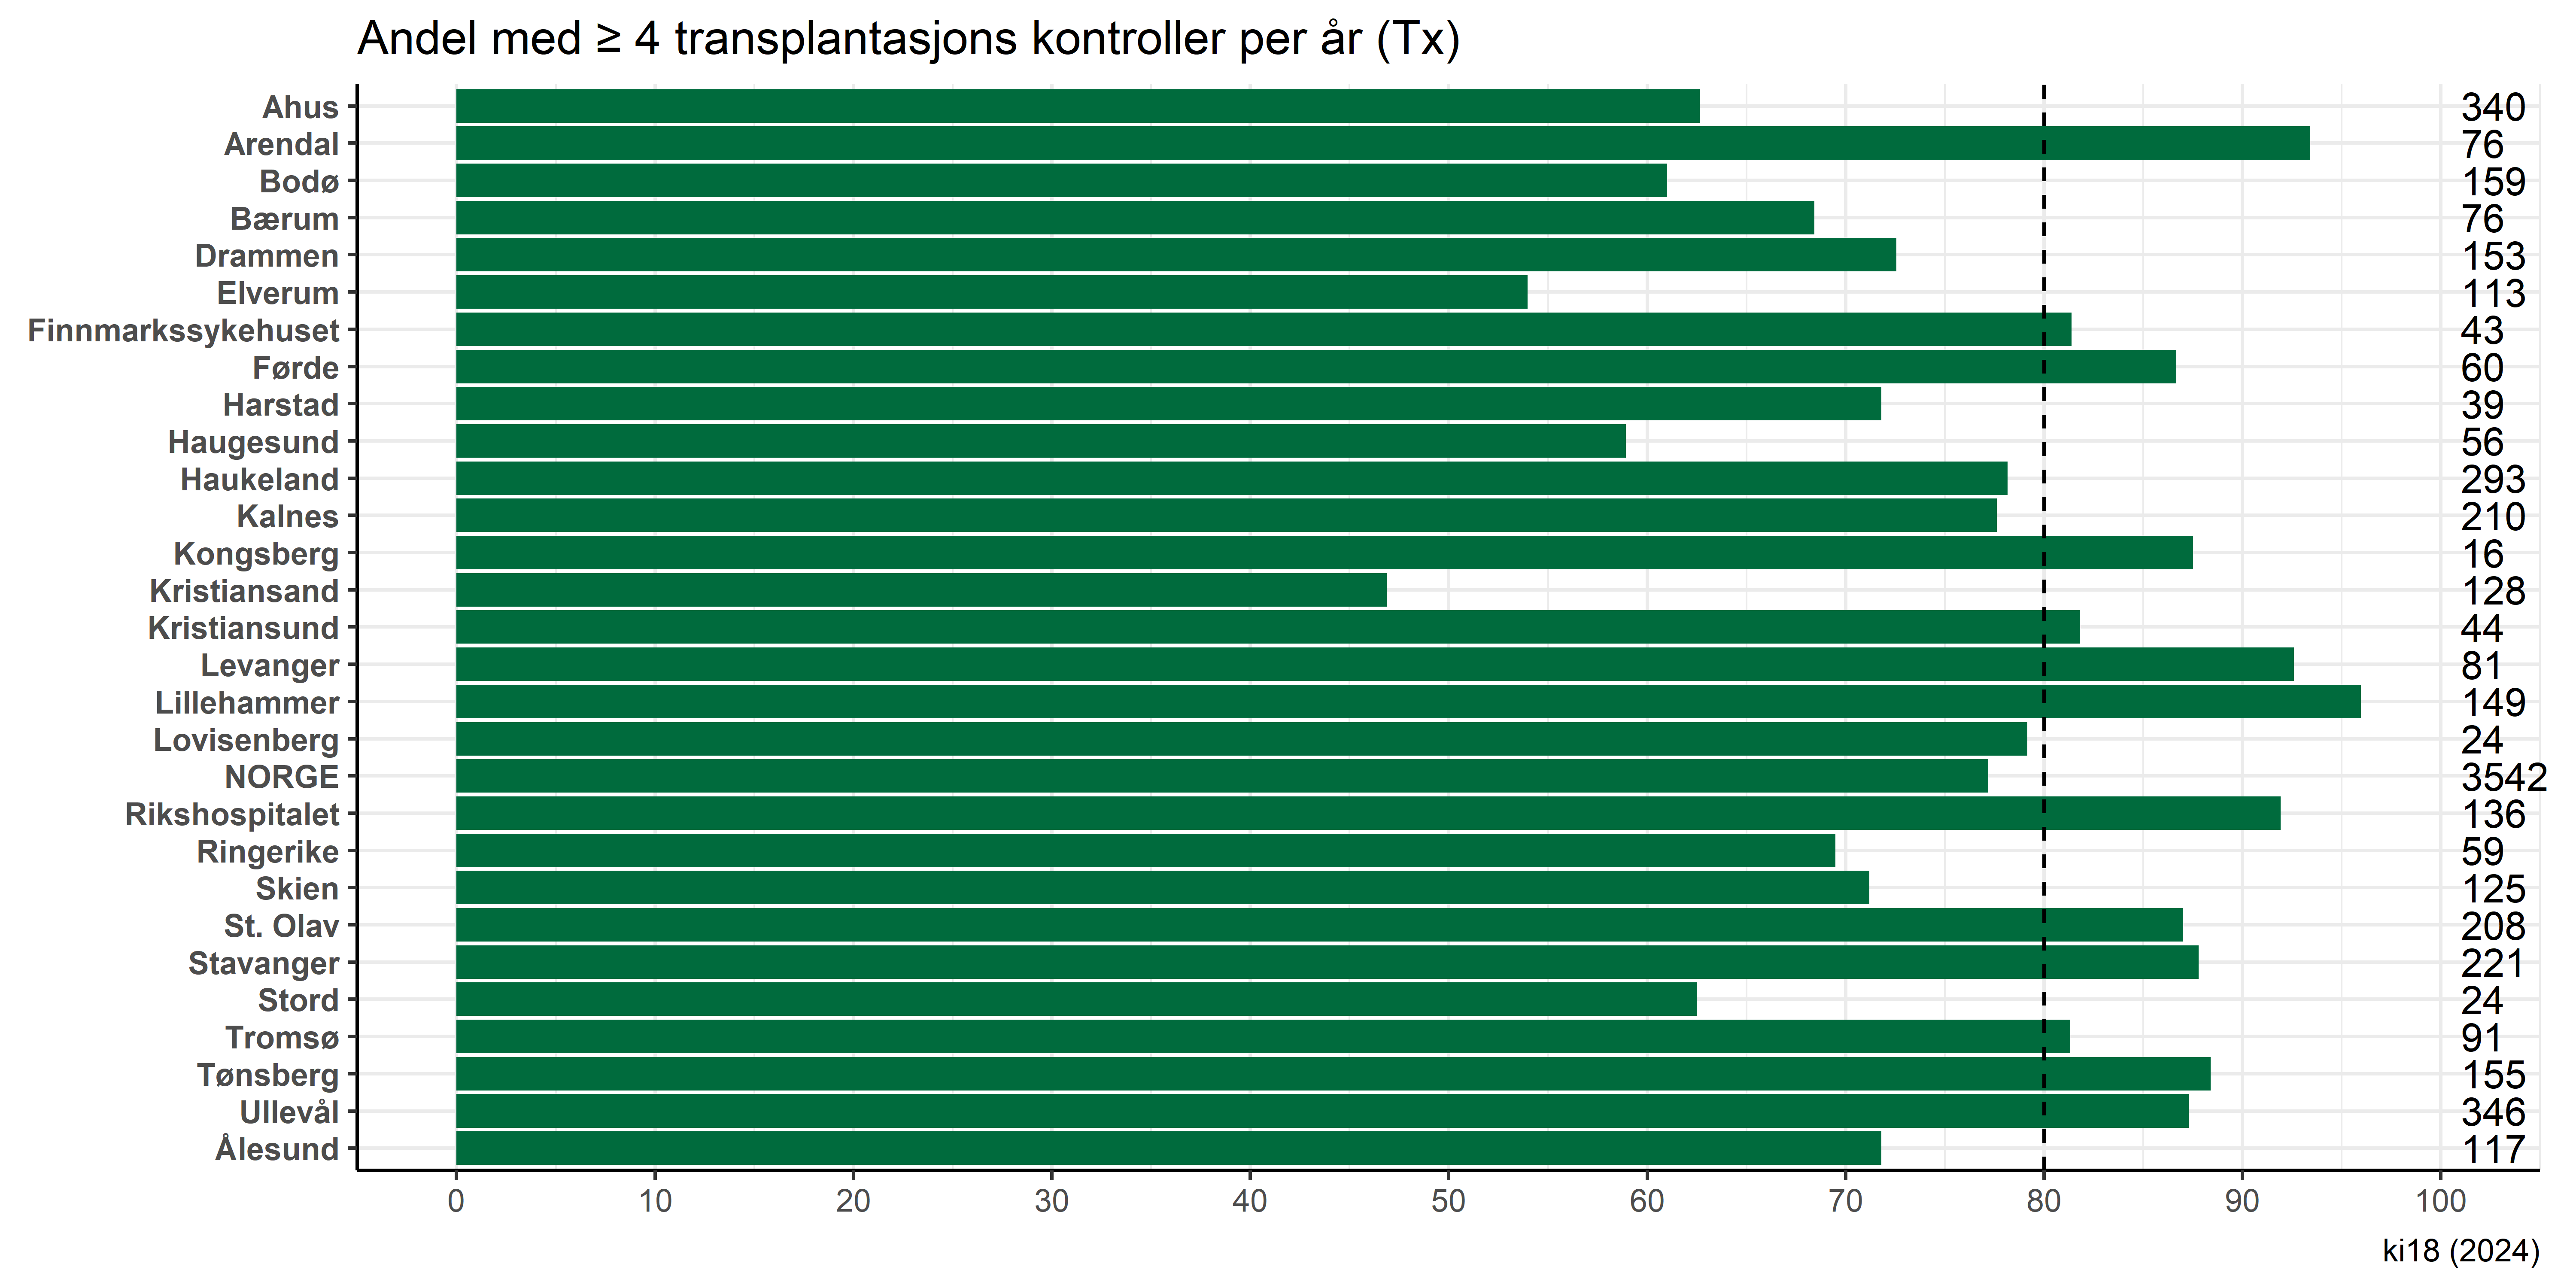 Andel med ≥ 4 transplantasjons kontroller per år (Tx)
Ahus 340
Arendal 76
Bodø 159
Bærum 76
Drammen 153
Elverum 113
Finnmarkssykehuset 43
Førde 60
Harstad 39
Haugesund 56
Haukeland 293
Kalnes 210
Kongsberg 16
Kristiansand 128
Kristiansund 44
Levanger 81
Lillehammer 149
Lovisenberg 24
NORGE 3542
Rikshospitalet 136
Ringerike 59
Skien 125
St. Olav 208
Stavanger 221
Stord 24
Tromsø 91
Tønsberg 155
Ullevål 346
Ålesund 117
0 10 20 30 40 50 60 70 80 90 100
ki18 (2024)